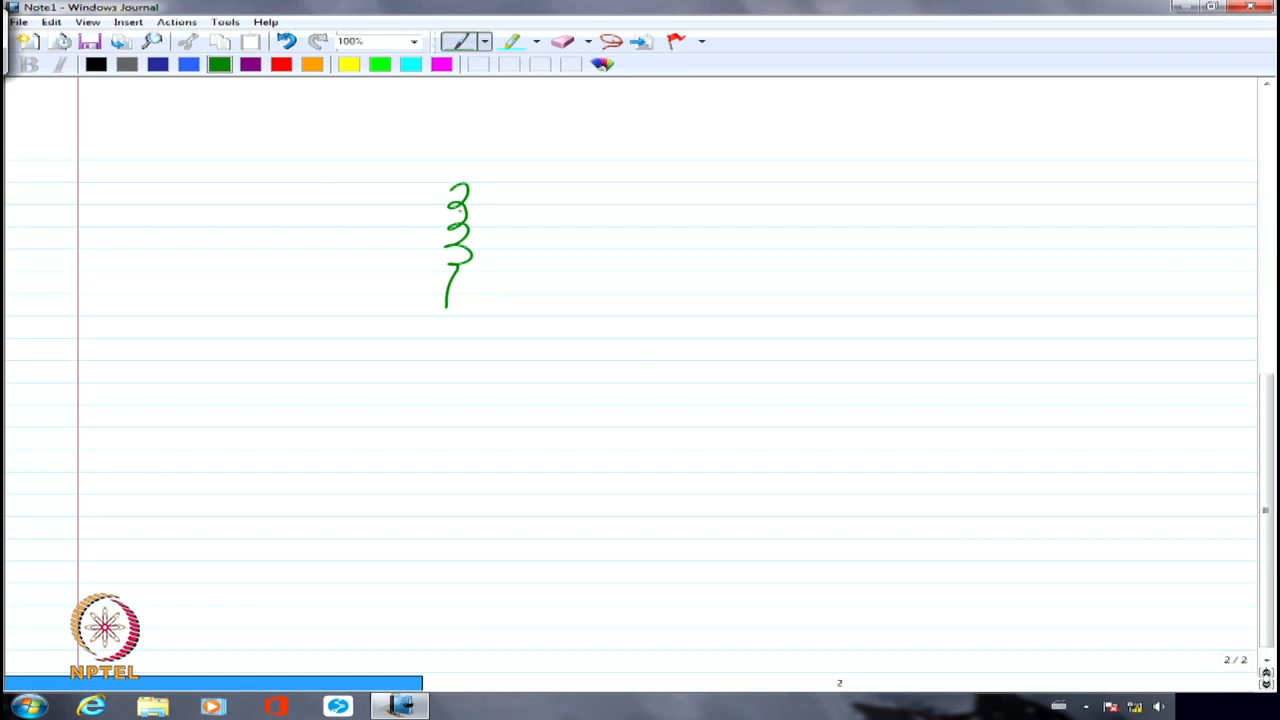 Note1 - Windows Journal
File Edit View Insert Actions Tools Help
100%
B I
2 / 2
NPTEL
2